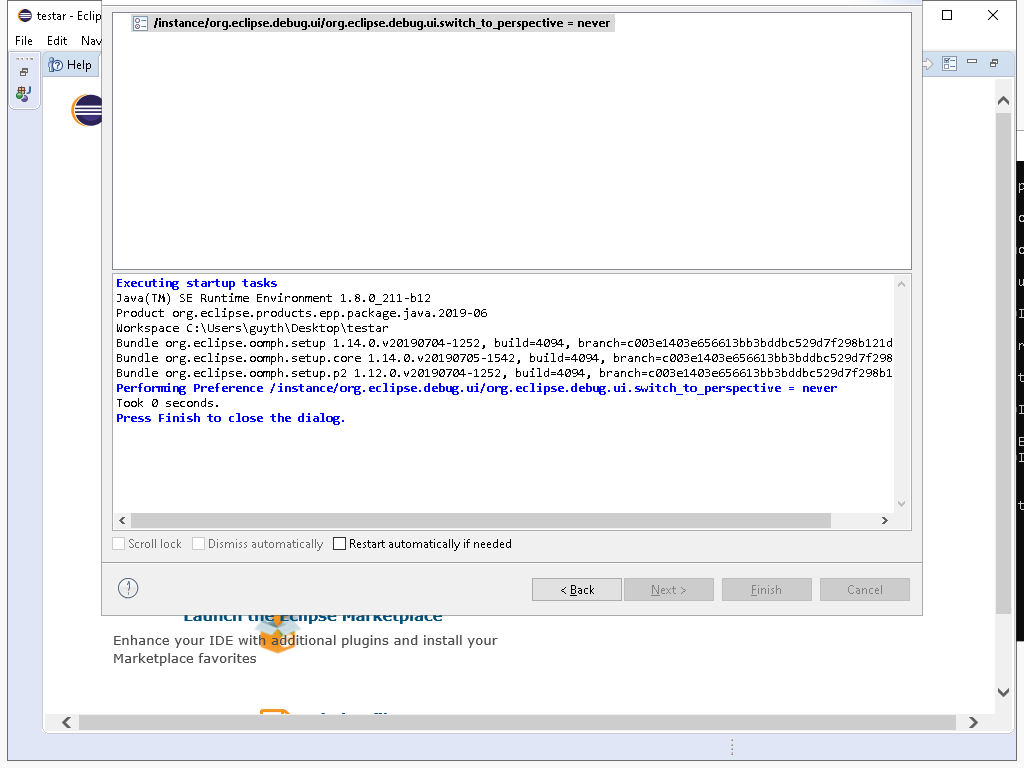 testar - Eclip
/instance/org.eclipse.debug.ui/org.eclipse.debug.ui.switch_to_perspective = never
File Edit Nav
Help
Executing startup tasks
Java(TM) SE Runtime Environment 1.8.0_211-b12
Product org.eclipse.products.epp.package.java.2019-06
Workspace C:\Users\guyth\Desktop\testar
Bundle org.eclipse.oomph.setup 1.14.0.v20190704-1252, build=4094, branch=c003e1403e656613bb3bddbc529d7f298b121d
Bundle org.eclipse.oomph.setup.core 1.14.0.v20190705-1542, build=4094, branch=c003e1403e656613bb3bddbc529d7f298
Bundle org.eclipse.oomph.setup.p2 1.12.0.v20190704-1252, build=4094, branch=c003e1403e656613bb3bddbc529d7f298b1
Performing Preference /instance/org.eclipse.debug.ui/org.eclipse.debug.ui.switch_to_perspective = never
Took 0 seconds.
Press Finish to close the dialog.
Scroll lock Dismiss automatically Restart automatically if needed
< Back Next > Finish Cancel
Launch the Eclipse Marketplace
Enhance your IDE with additional plugins and install your
Marketplace favorites